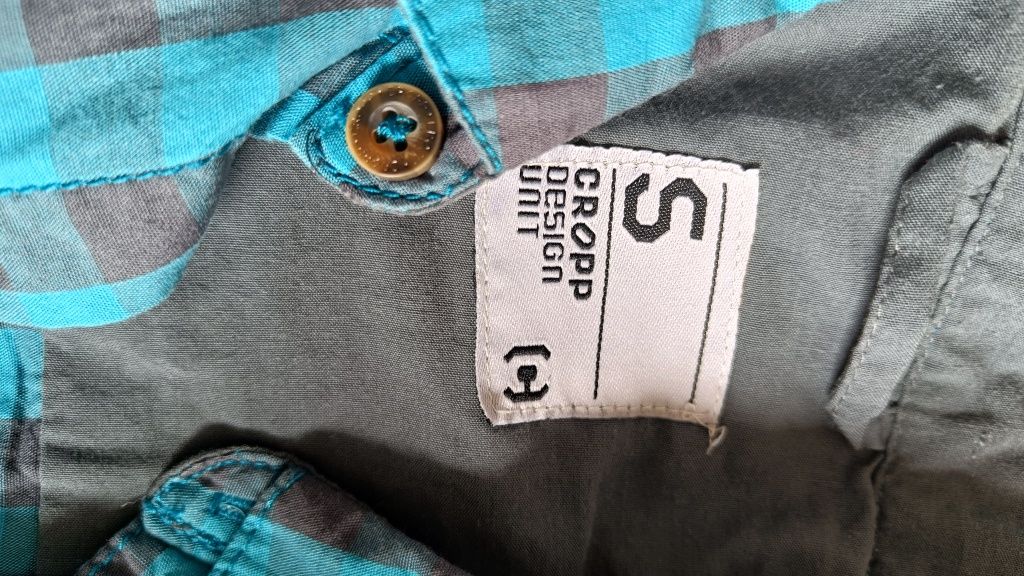 S
CROPP
DesIGn
UnIT
[c]